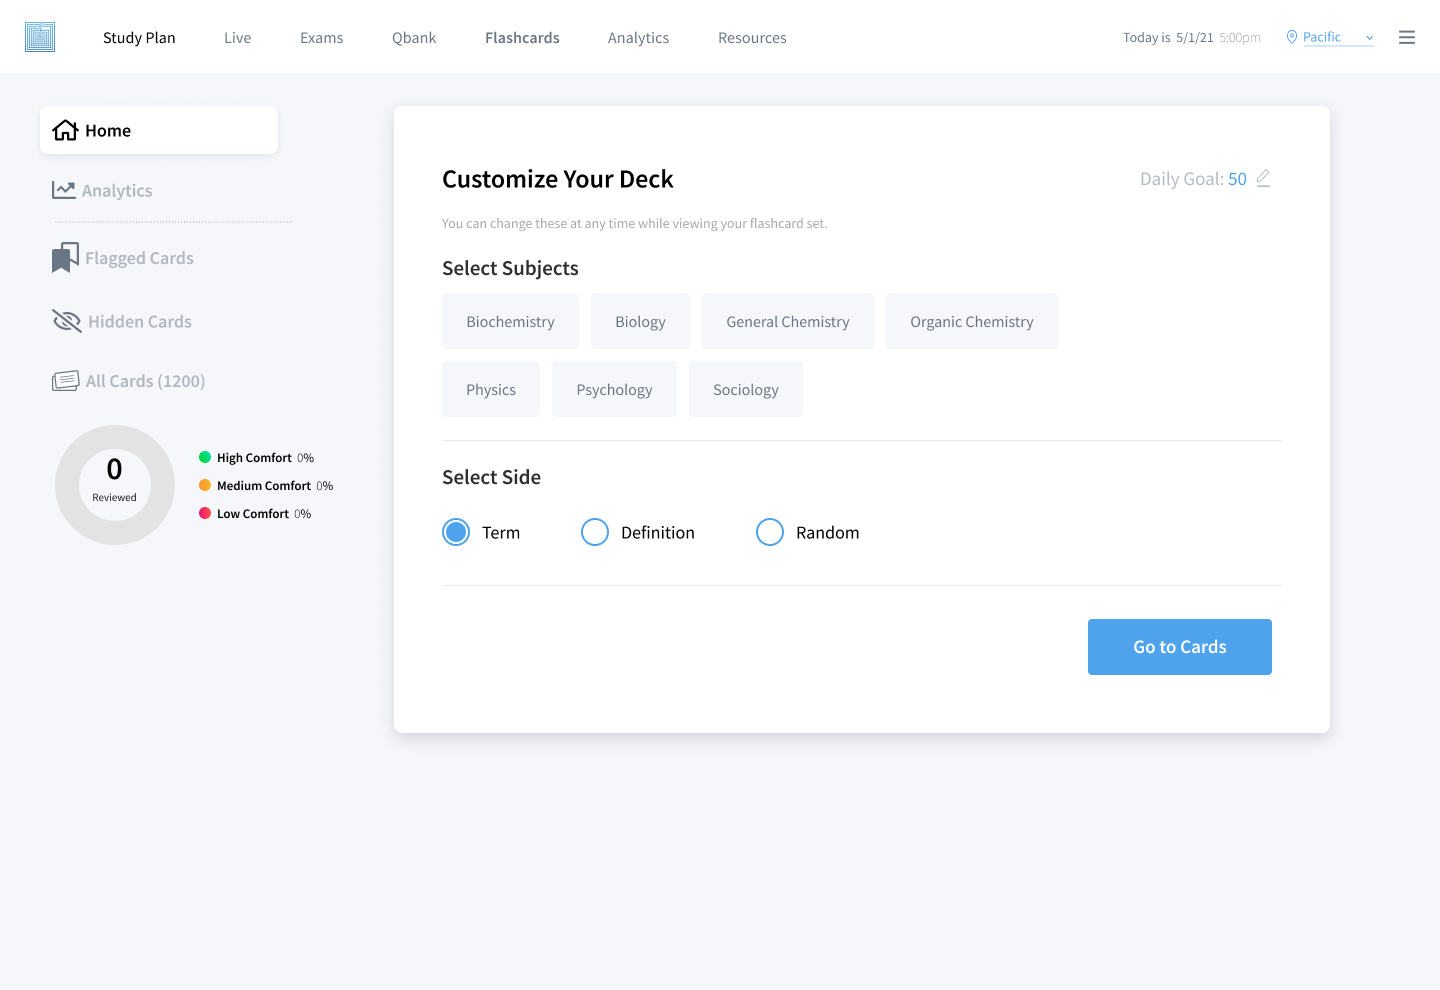 Study Plan Live Exams Qbank Flashcards Analytics Resources Today is 5/1/21 5:00pm Pacific
Home
Analytics
Flagged Cards
Hidden Cards
All Cards (1200)
0
Reviewed
High Comfort 0%
Medium Comfort 0%
Low Comfort 0%
Customize Your Deck
Daily Goal: 50
You can change these at any time while viewing your flashcard set.
Select Subjects
Biochemistry Biology General Chemistry Organic Chemistry
Physics Psychology Sociology
Select Side
Term Definition Random
Go to Cards